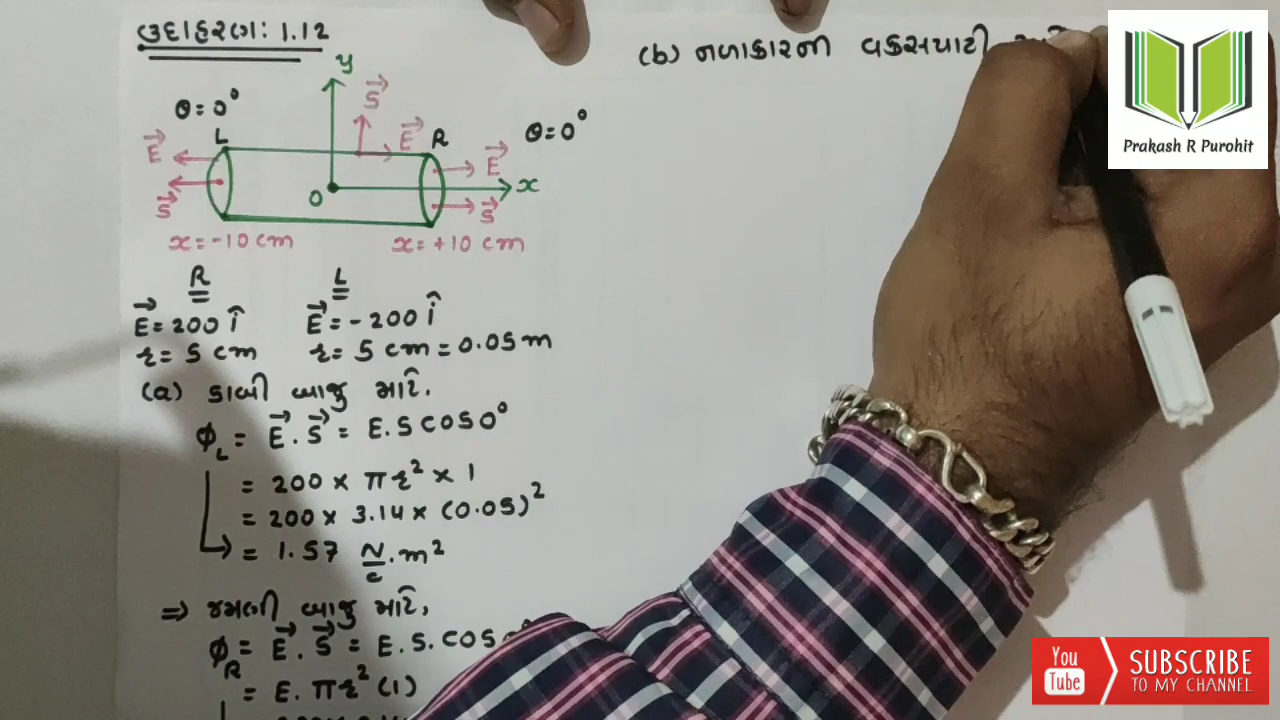 ઉદાહરણ: 1.12
y
θ = 0°
S
E L E R θ = 0°
E
O x
S S
x = -10 cm x = +10 cm
R L
E = 200 î E = - 200 î
r = 5 cm r = 5 cm = 0.05 m
(a) ડાબી બાજુ માટે,
ΦL = E . S = E.S COS 0°
= 200 × πr² × 1
= 200 × 3.14 × (0.05)²
= 1.57 N/C . m²
⇒ જમણી બાજુ માટે,
ΦR = E . S = E.S. COS
= E. πr² (1)
(b) નળાકારની વક્રસપાટી
Prakash R Purohit
You Tube
SUBSCRIBE
TO MY CHANNEL